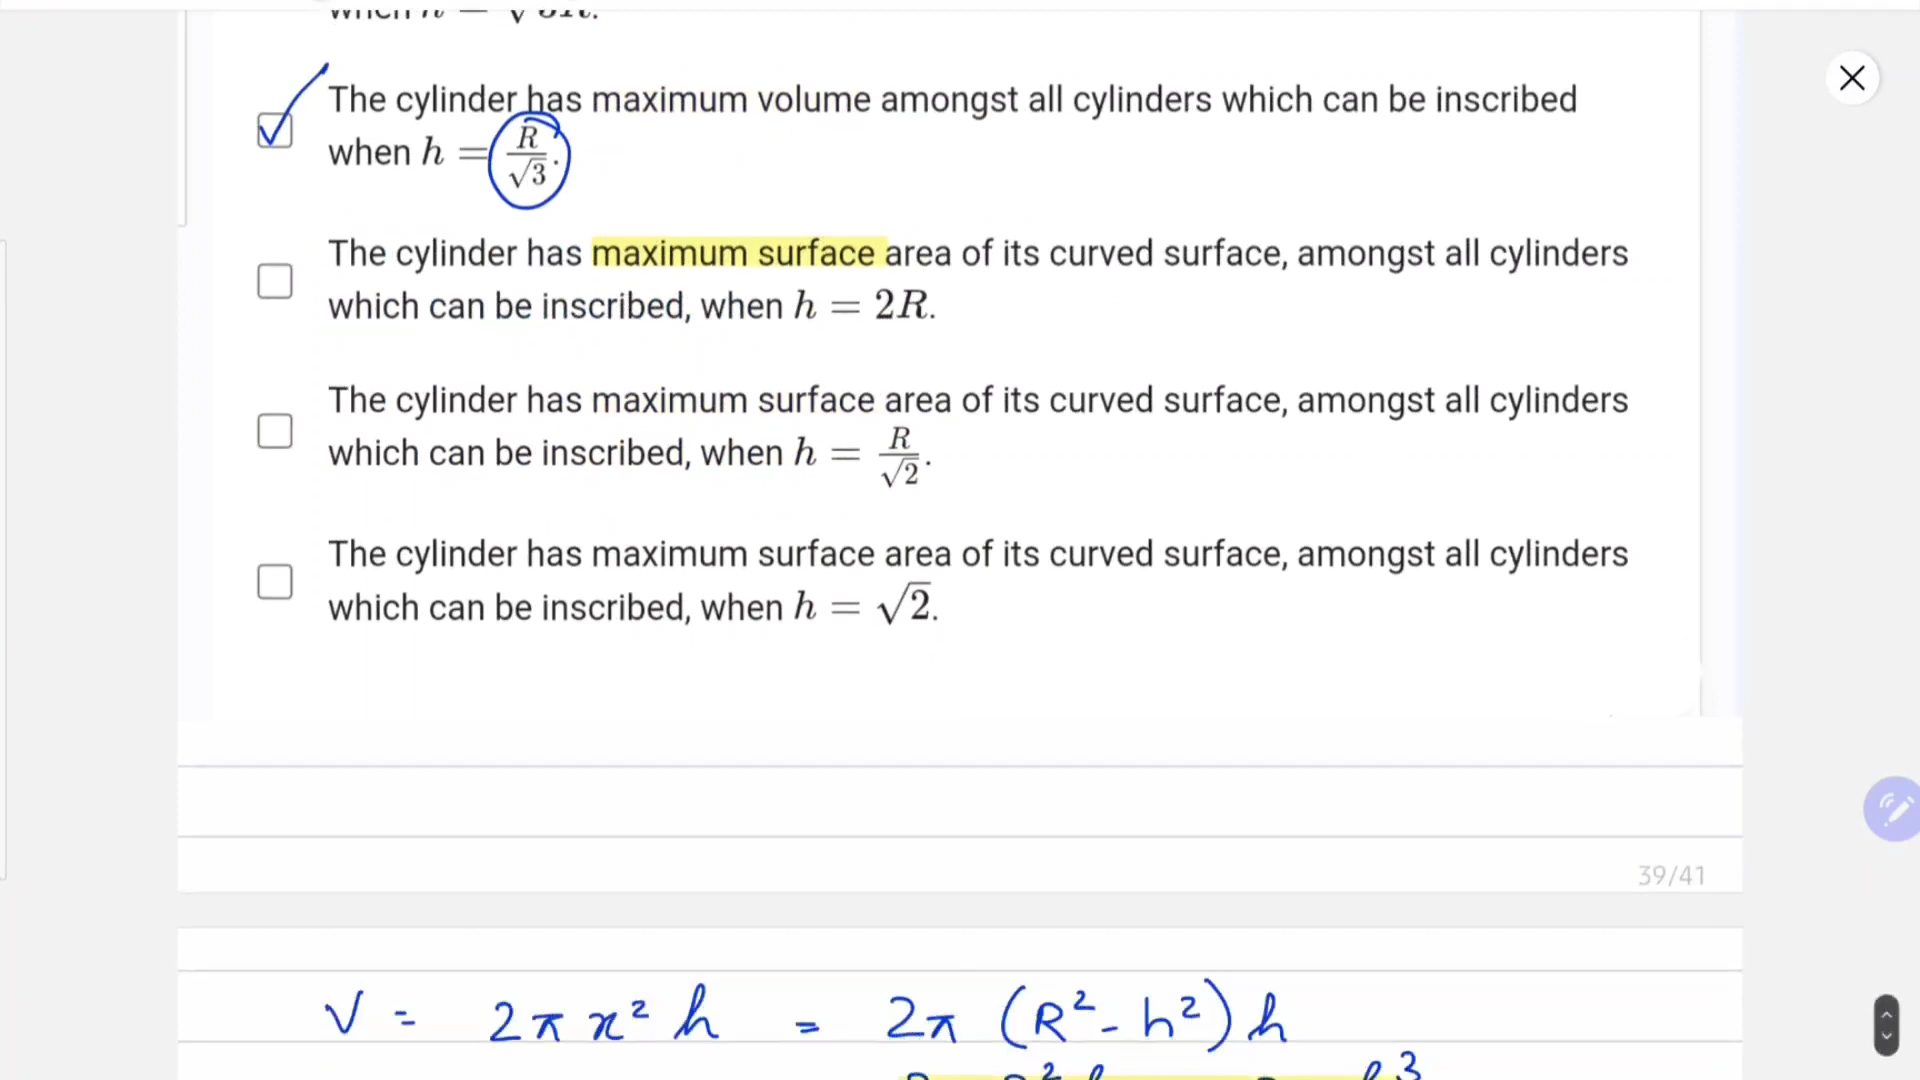 when h = √3R.
The cylinder has maximum volume amongst all cylinders which can be inscribed
when h = R/√3.
The cylinder has maximum surface area of its curved surface, amongst all cylinders
which can be inscribed, when h = 2R.
The cylinder has maximum surface area of its curved surface, amongst all cylinders
which can be inscribed, when h = R/√2.
The cylinder has maximum surface area of its curved surface, amongst all cylinders
which can be inscribed, when h = √2.
39/41
V = 2π x² h = 2π (R² - h²) h